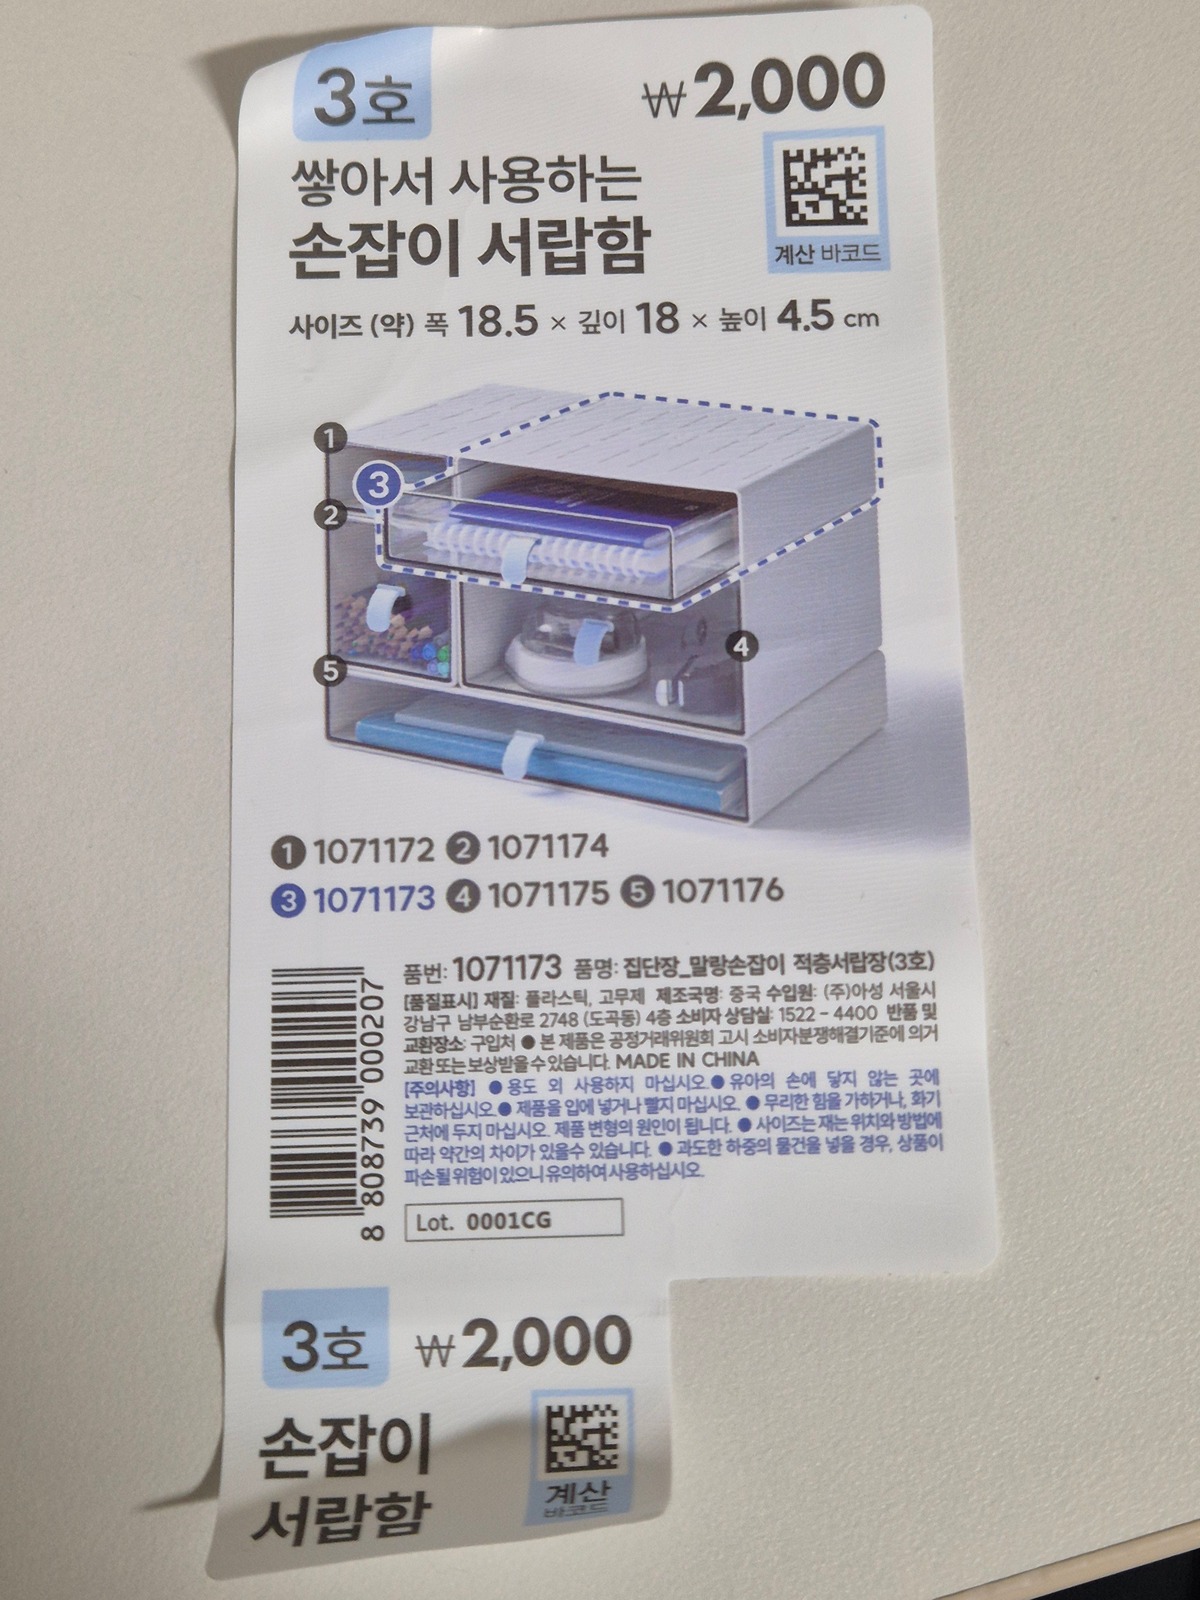 3호
₩2,000
쌓아서 사용하는
손잡이 서랍함
계산 바코드
사이즈 (약) 폭 18.5 × 깊이 18 × 높이 4.5 cm
1
3
2
4
5
1 1071172 2 1071174
3 1071173 4 1071175 5 1071176
품번: 1071173 품명: 집단장_말랑손잡이 적층서랍장(3호)
[품질표시] 재질: 플라스틱, 고무제 제조국명: 중국 수입원: (주)아성 서울시
강남구 남부순환로 2748 (도곡동) 4층 소비자 상담실: 1522 - 4400 반품 및
교환장소: 구입처 ● 본 제품은 공정거래위원회 고시 소비자분쟁해결기준에 의거
교환 또는 보상받을 수 있습니다. MADE IN CHINA
[주의사항] ● 용도 외 사용하지 마십시오.● 유아의 손에 닿지 않는 곳에
보관하십시오.● 제품을 입에 넣거나 빨지 마십시오. ● 무리한 힘을 가하거나, 화기
근처에 두지 마십시오. 제품 변형의 원인이 됩니다. ● 사이즈는 재는 위치와 방법에
따라 약간의 차이가 있을수 있습니다. ● 과도한 하중의 물건을 넣을 경우, 상품이
파손될 위험이 있으니 유의하여 사용하십시오.
8 808739 000207
Lot. 0001CG
3호 ₩2,000
손잡이
서랍함
계산
바코드